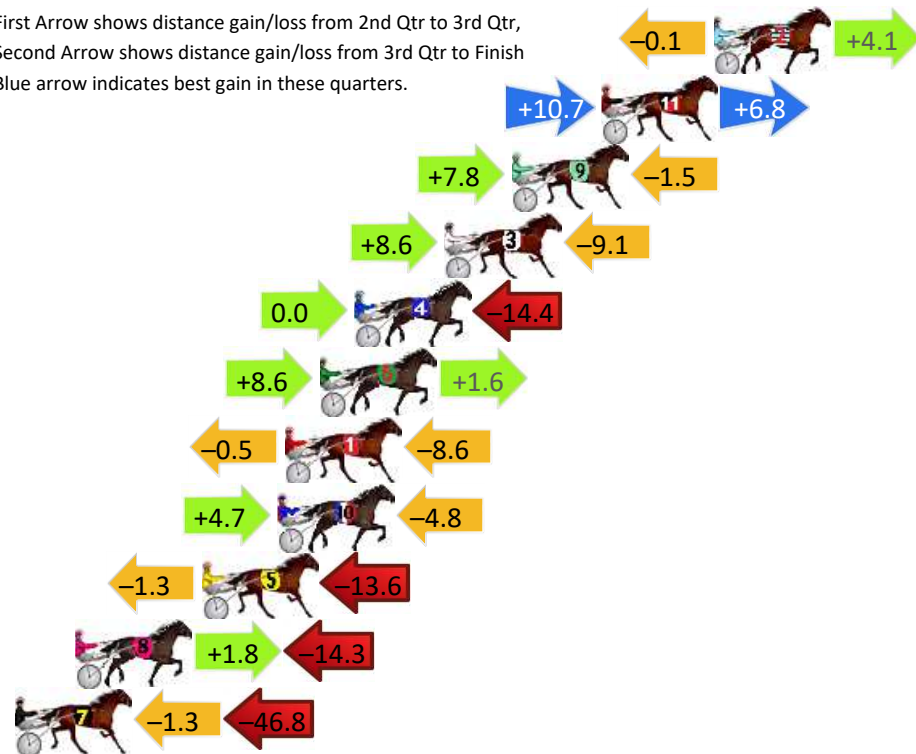 First Arrow shows distance gain/loss from 2nd Qtr to 3rd Qtr,
Second Arrow shows distance gain/loss from 3rd Qtr to Finish
Blue arrow indicates best gain in these quarters.
–0.1 2 +4.1
+10.7 11 +6.8
+7.8 9 –1.5
+8.6 3 –9.1
0.0 4 –14.4
+8.6 6 +1.6
–0.5 1 –8.6
+4.7 10 –4.8
–1.3 5 –13.6
8 +1.8 –14.3
7 –1.3 –46.8